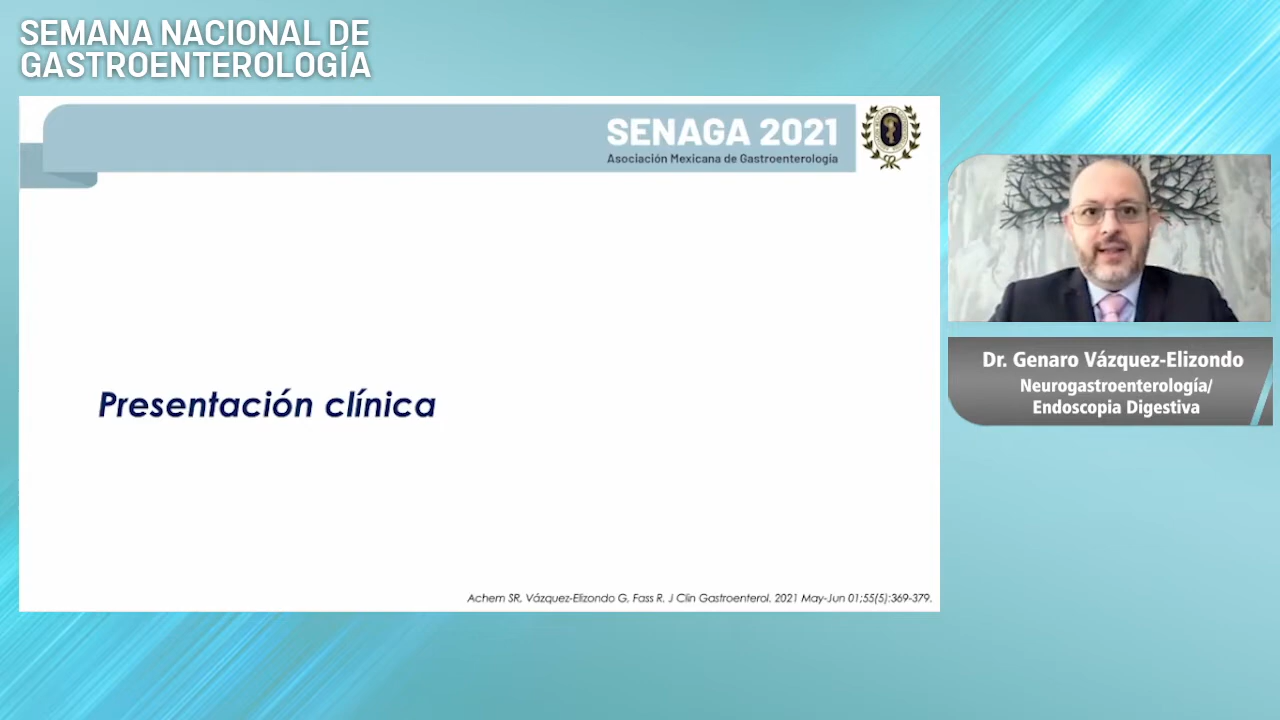 SEMANA NACIONAL DE
GASTROENTEROLOGÍA
SENAGA 2021
Asociación Mexicana de Gastroenterología
Dr. Genaro Vázquez-Elizondo
Neurogastroenterología/
Endoscopia Digestiva
Presentación clínica
Achem SR, Vázquez-Elizondo G, Fass R. J Clin Gastroenterol. 2021 May-Jun 01;55(5):369-379.